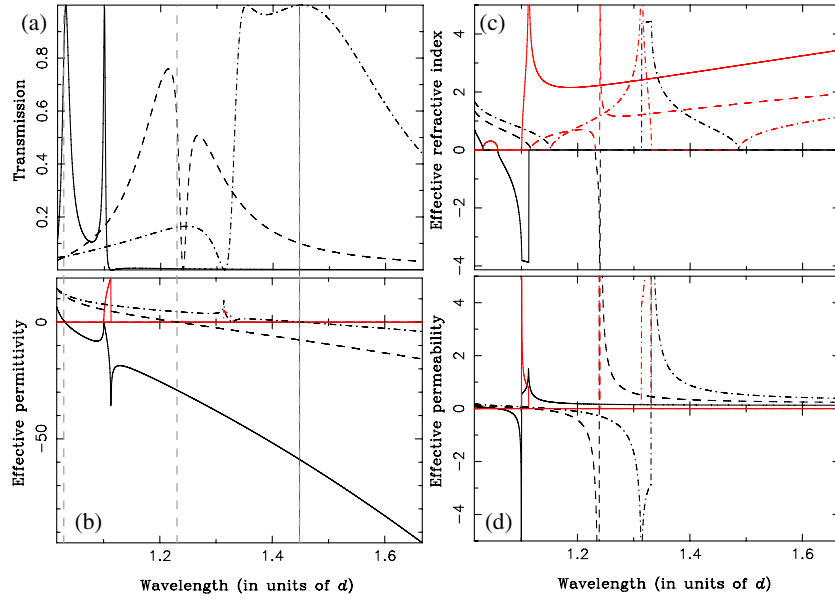 (a)
Transmission
0.2 0.4 0.6 0.8
(c)
Effective refractive index
-4 -2 0 2 4
(b)
Effective permittivity
-50 0
1.2 1.4 1.6
Wavelength (in units of d)
(d)
Effective permeability
-4 -2 0 2 4
1.2 1.4 1.6
Wavelength (in units of d)